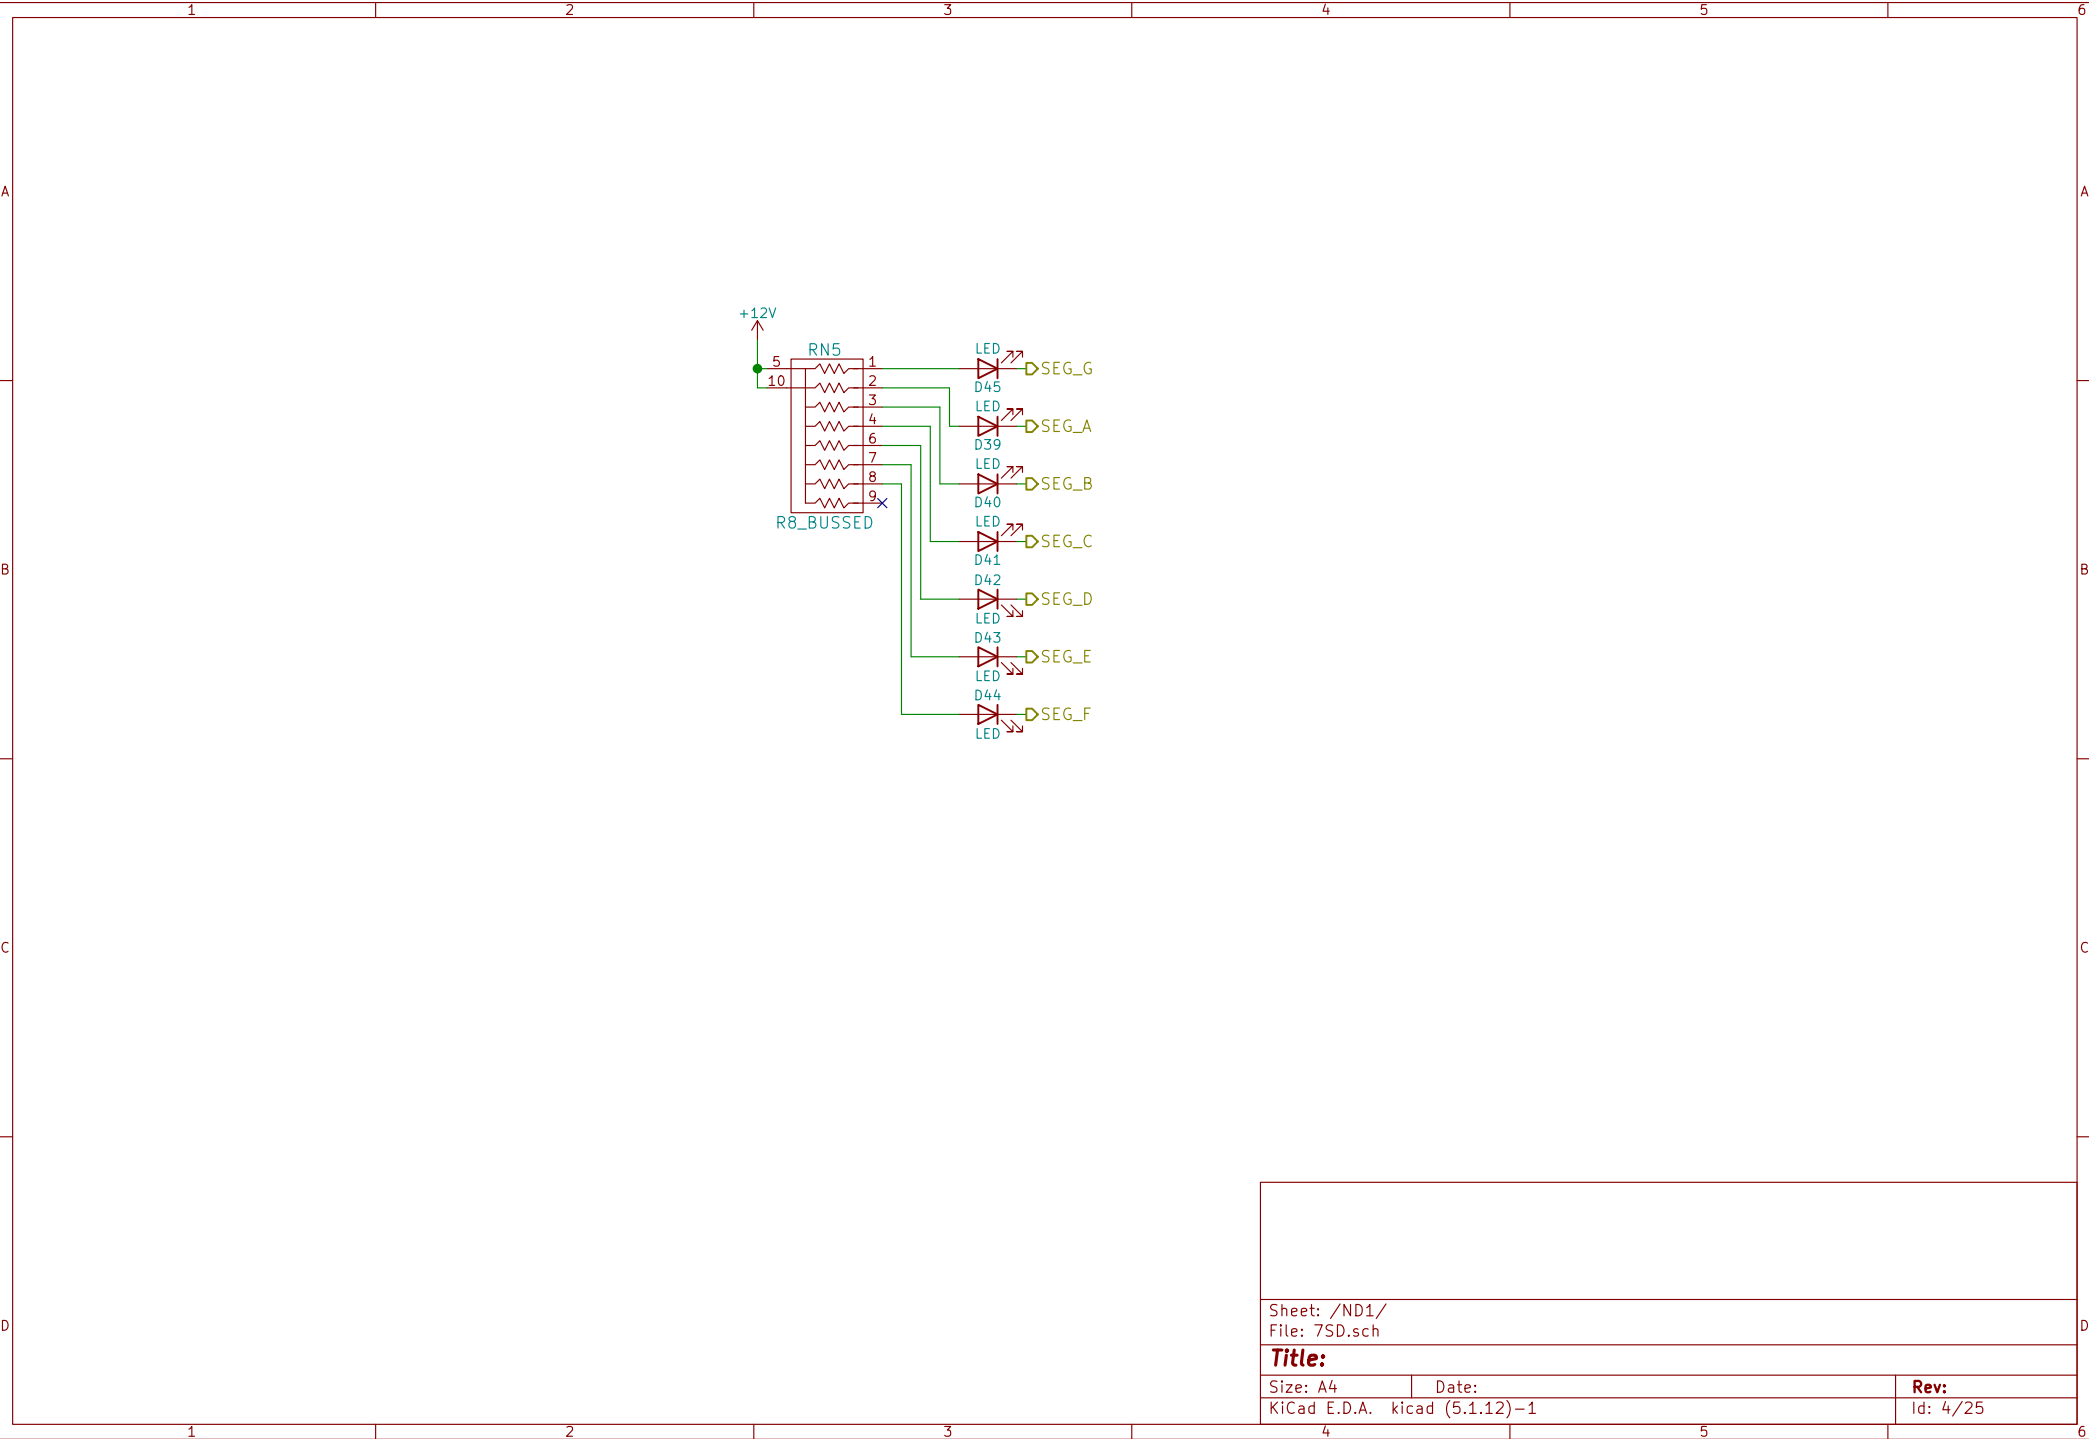 1 2 3 4 5 6
A A
+12V
RN5
LED
5 1
SEG_G
10 2
D45
3
LED
4
SEG_A
6
D39
7
LED
8
SEG_B
9
D40
R8_BUSSED
LED
SEG_C
D41
B B
D42
SEG_D
LED
D43
SEG_E
LED
D44
SEG_F
LED
C C
Sheet: /ND1/
D D
File: 7SD.sch
Title:
Size: A4 Date: Rev:
KiCad E.D.A. kicad (5.1.12)-1 Id: 4/25
1 2 3 4 5 6